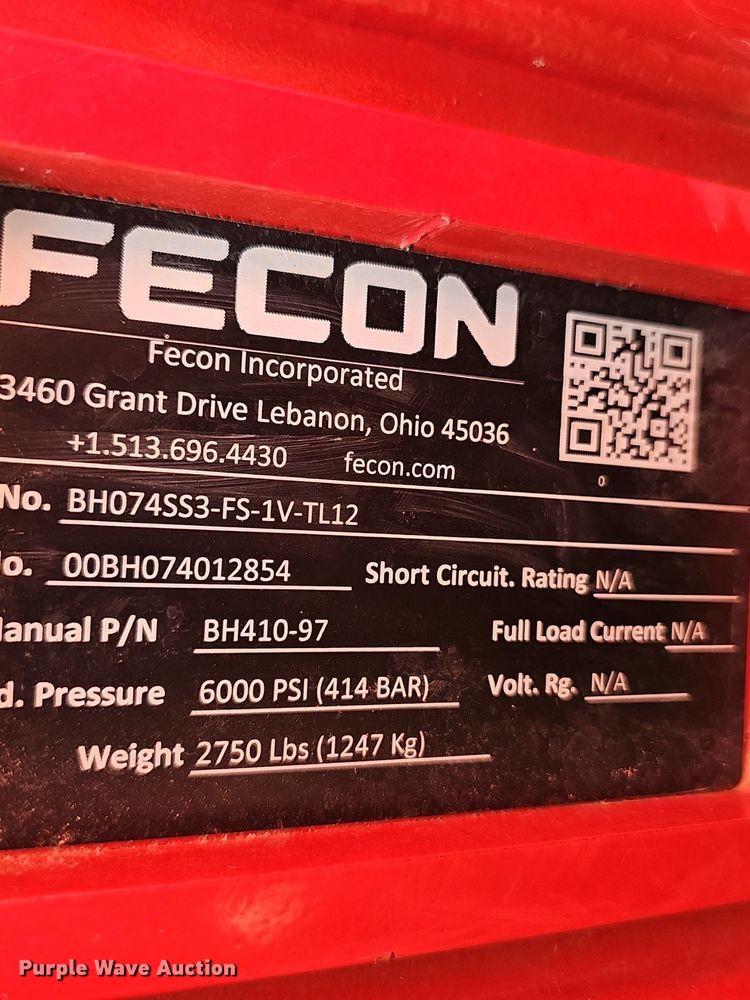 FECON
Fecon Incorporated
3460 Grant Drive Lebanon, Ohio 45036
+1.513.696.4430 fecon.com
No. BH074SS3-FS-1V-TL12
o. 00BH074012854 Short Circuit. Rating N/A
anual P/N BH410-97 Full Load Current N/A
d. Pressure 6000 PSI (414 BAR) Volt. Rg. N/A
Weight 2750 Lbs (1247 Kg)
Purple Wave Auction